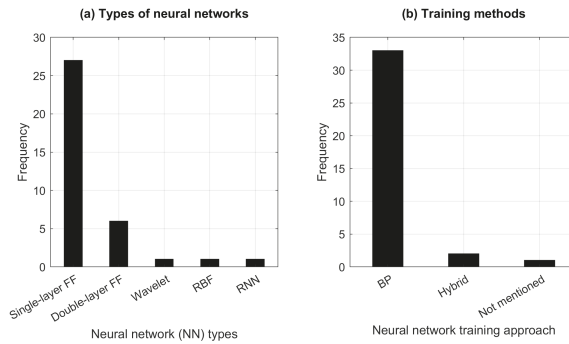 (a) Types of neural networks
30
25
20
15
10
5
0
Frequency
Single-layer FF
Double-layer FF
Wavelet
RBF
RNN
Neural network (NN) types
(b) Training methods
35
30
25
20
15
10
5
0
Frequency
BP
Hybrid
Not mentioned
Neural network training approach